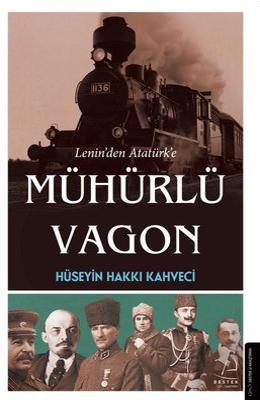 1136
Lenin'den Atatürk'e
MÜHÜRLÜ
VAGON
HÜSEYİN HAKKI KAHVECİ
DESTEK